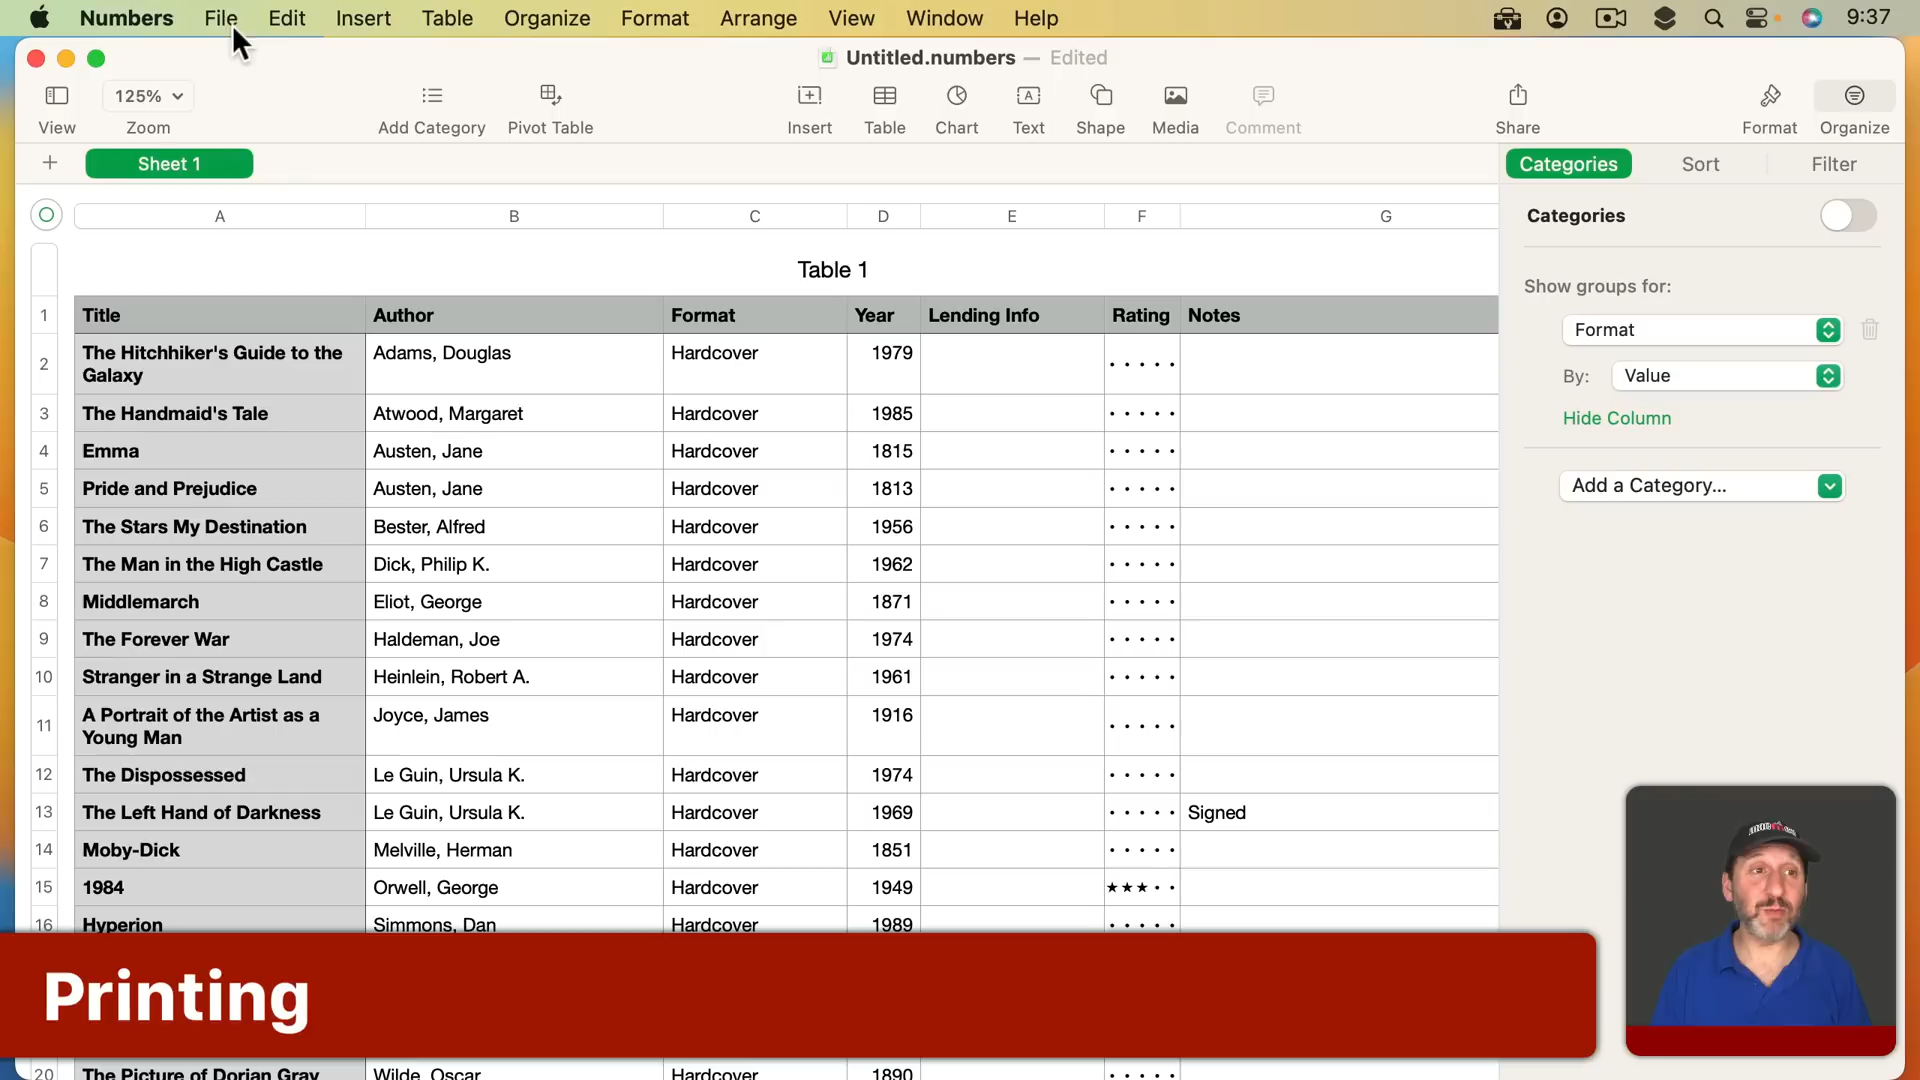 Numbers File Edit Insert Table Organize Format Arrange View Window Help 9:37
Untitled.numbers — Edited
125%
View Zoom Add Category Pivot Table Insert Table Chart Text Shape Media Comment Share Format Organize
Sheet 1 Categories Sort Filter
A B C D E F G
Categories
Table 1
Show groups for:
Format
By: Value
Hide Column
Add a Category...
1 Title Author Format Year Lending Info Rating Notes
2 The Hitchhiker's Guide to the Galaxy Adams, Douglas Hardcover 1979 • • • • •
3 The Handmaid's Tale Atwood, Margaret Hardcover 1985 • • • • •
4 Emma Austen, Jane Hardcover 1815 • • • • •
5 Pride and Prejudice Austen, Jane Hardcover 1813 • • • • •
6 The Stars My Destination Bester, Alfred Hardcover 1956 • • • • •
7 The Man in the High Castle Dick, Philip K. Hardcover 1962 • • • • •
8 Middlemarch Eliot, George Hardcover 1871 • • • • •
9 The Forever War Haldeman, Joe Hardcover 1974 • • • • •
10 Stranger in a Strange Land Heinlein, Robert A. Hardcover 1961 • • • • •
11 A Portrait of the Artist as a Young Man Joyce, James Hardcover 1916 • • • • •
12 The Dispossessed Le Guin, Ursula K. Hardcover 1974 • • • • •
13 The Left Hand of Darkness Le Guin, Ursula K. Hardcover 1969 • • • • • Signed
14 Moby-Dick Melville, Herman Hardcover 1851 • • • • •
15 1984 Orwell, George Hardcover 1949 ★★★ • •
16 Hyperion Simmons, Dan Hardcover 1989 • • • • •
Printing
20 The Picture of Dorian Gray Wilde, Oscar Hardcover 1890 • • • • •